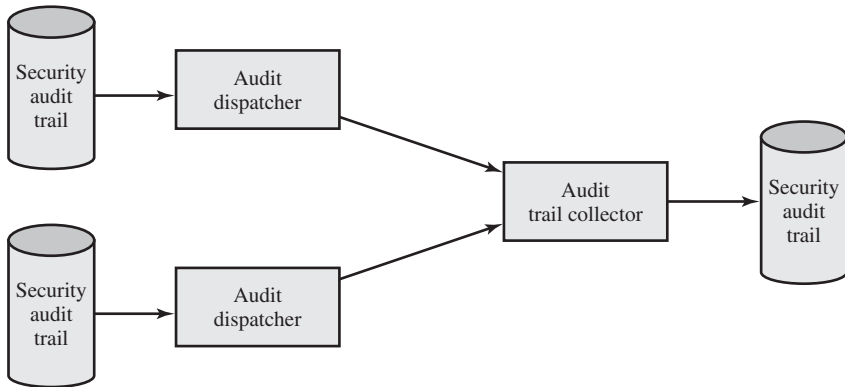 Security
audit
trail
Audit
dispatcher
Audit
trail collector
Security
audit
trail
Security
audit
trail
Audit
dispatcher